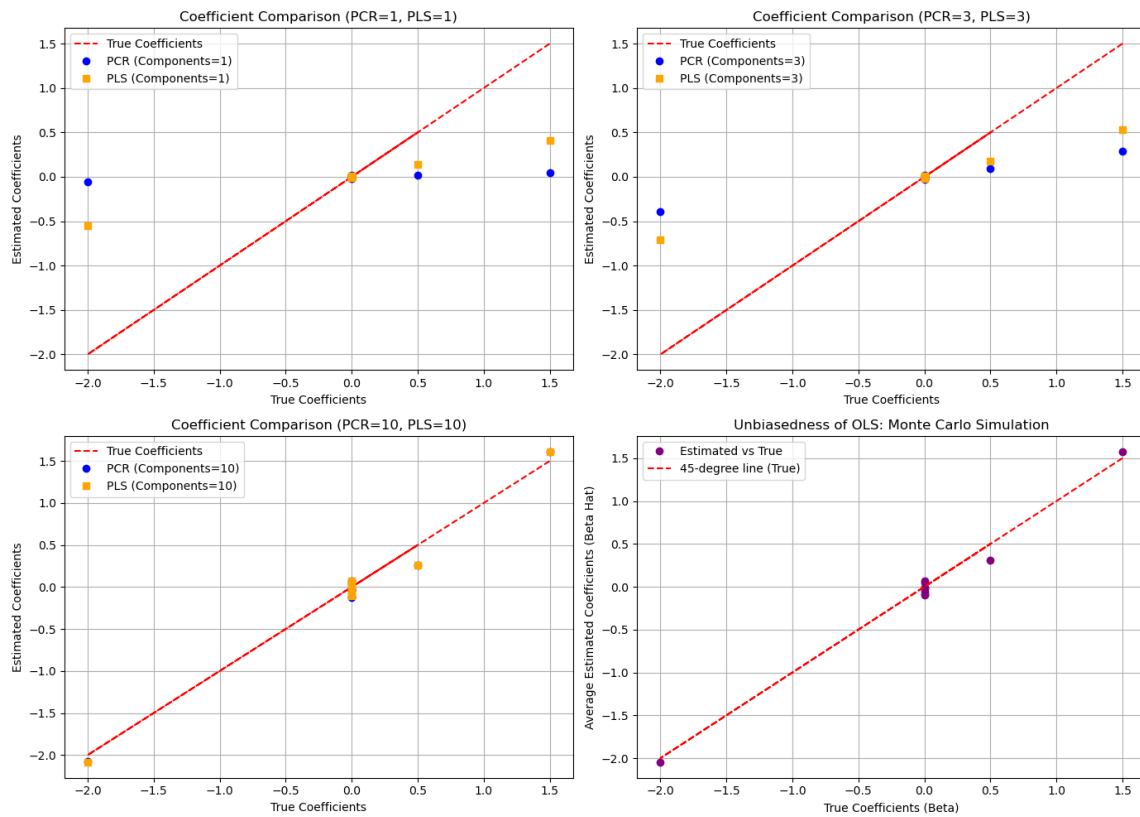 Coefficient Comparison (PCR=1, PLS=1)
True Coefficients
PCR (Components=1)
PLS (Components=1)
1.5
1.0
0.5
0.0
−0.5
−1.0
−1.5
−2.0
Estimated Coefficients
−2.0 −1.5 −1.0 −0.5 0.0 0.5 1.0 1.5
True Coefficients
Coefficient Comparison (PCR=3, PLS=3)
True Coefficients
PCR (Components=3)
PLS (Components=3)
1.5
1.0
0.5
0.0
−0.5
−1.0
−1.5
−2.0
Estimated Coefficients
−2.0 −1.5 −1.0 −0.5 0.0 0.5 1.0 1.5
True Coefficients
Coefficient Comparison (PCR=10, PLS=10)
True Coefficients
PCR (Components=10)
PLS (Components=10)
1.5
1.0
0.5
0.0
−0.5
−1.0
−1.5
−2.0
Estimated Coefficients
−2.0 −1.5 −1.0 −0.5 0.0 0.5 1.0 1.5
True Coefficients
Unbiasedness of OLS: Monte Carlo Simulation
Estimated vs True
45-degree line (True)
1.5
1.0
0.5
0.0
−0.5
−1.0
−1.5
−2.0
Average Estimated Coefficients (Beta Hat)
−2.0 −1.5 −1.0 −0.5 0.0 0.5 1.0 1.5
True Coefficients (Beta)